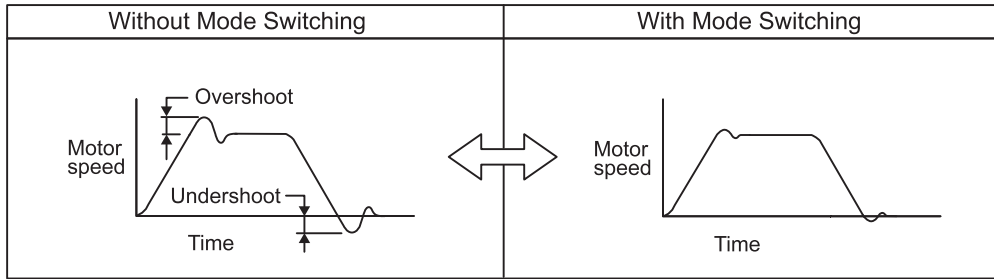 Without Mode Switching
With Mode Switching
Overshoot
Motor
speed
Undershoot
Time
Motor
speed
Time